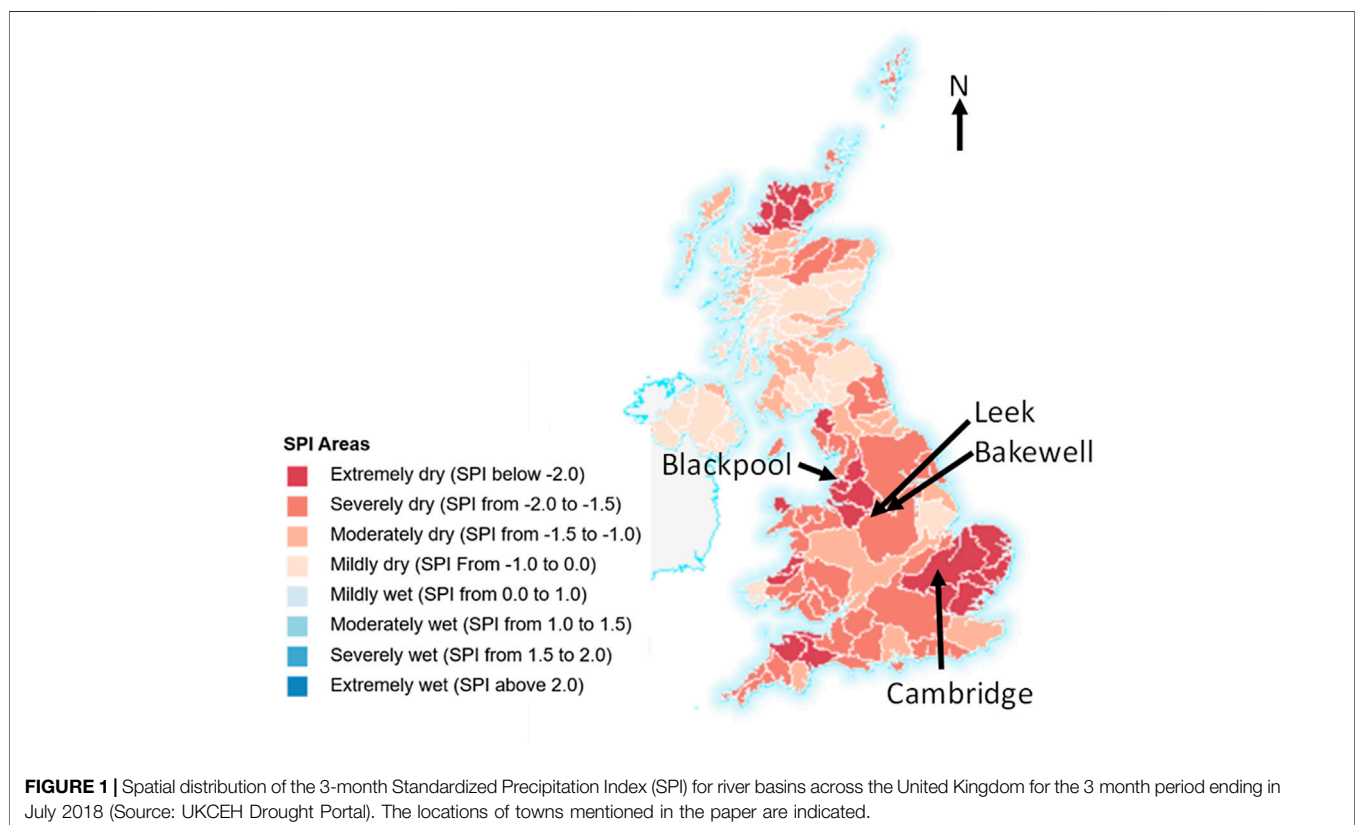 N
Leek
Bakewell
Blackpool
SPI Areas
Extremely dry (SPI below -2.0)
Severely dry (SPI from -2.0 to -1.5)
Moderately dry (SPI from -1.5 to -1.0)
Mildly dry (SPI From -1.0 to 0.0)
Mildly wet (SPI from 0.0 to 1.0)
Moderately wet (SPI from 1.0 to 1.5)
Severely wet (SPI from 1.5 to 2.0)
Extremely wet (SPI above 2.0)
Cambridge
FIGURE 1 | Spatial distribution of the 3-month Standardized Precipitation Index (SPI) for river basins across the United Kingdom for the 3 month period ending in
July 2018 (Source: UKCEH Drought Portal). The locations of towns mentioned in the paper are indicated.